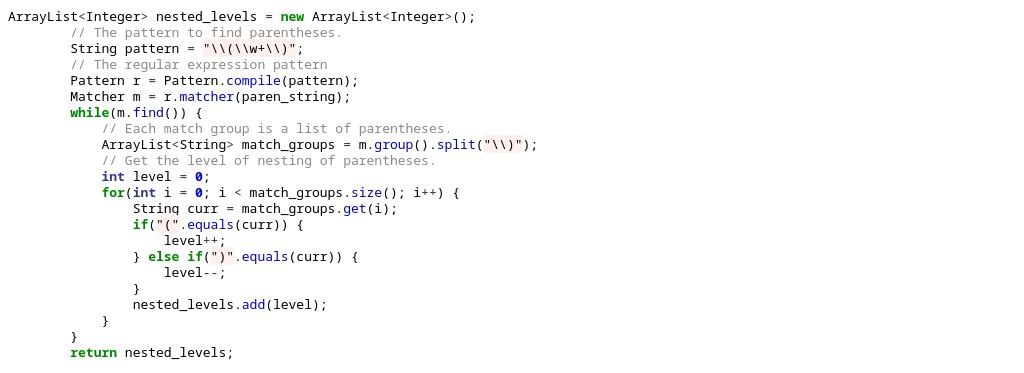 ArrayList<Integer> nested_levels = new ArrayList<Integer>();
        // The pattern to find parentheses.
        String pattern = "\\(\\w+\\)";
        // The regular expression pattern
        Pattern r = Pattern.compile(pattern);
        Matcher m = r.matcher(paren_string);
        while(m.find()) {
            // Each match group is a list of parentheses.
            ArrayList<String> match_groups = m.group().split("\\)");
            // Get the level of nesting of parentheses.
            int level = 0;
            for(int i = 0; i < match_groups.size(); i++) {
                String curr = match_groups.get(i);
                if("(".equals(curr)) {
                    level++;
                } else if(")".equals(curr)) {
                    level--;
                }
                nested_levels.add(level);
            }
        }
        return nested_levels;